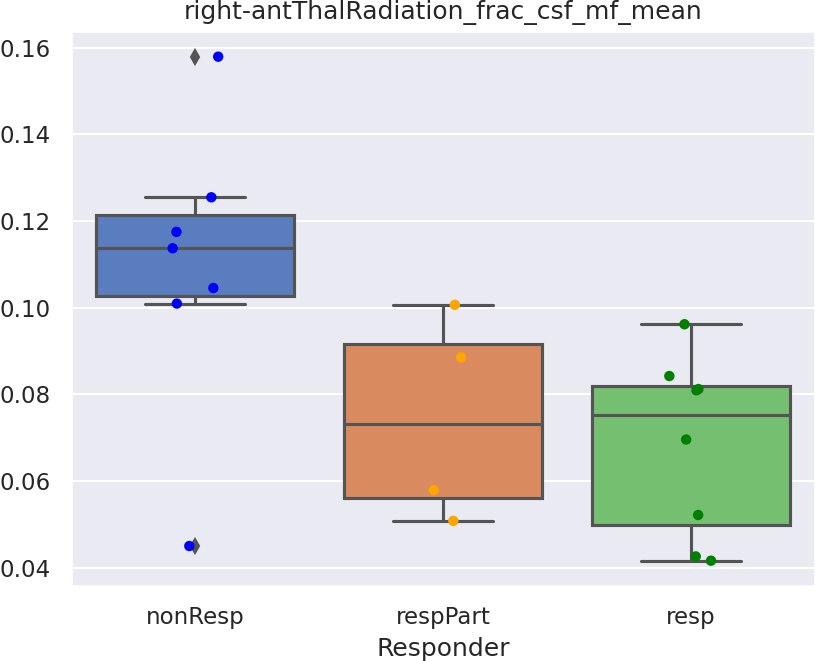 right-antThalRadiation_frac_csf_mf_mean
0.16
0.14
0.12
0.10
0.08
0.06
0.04
nonResp respPart resp
Responder